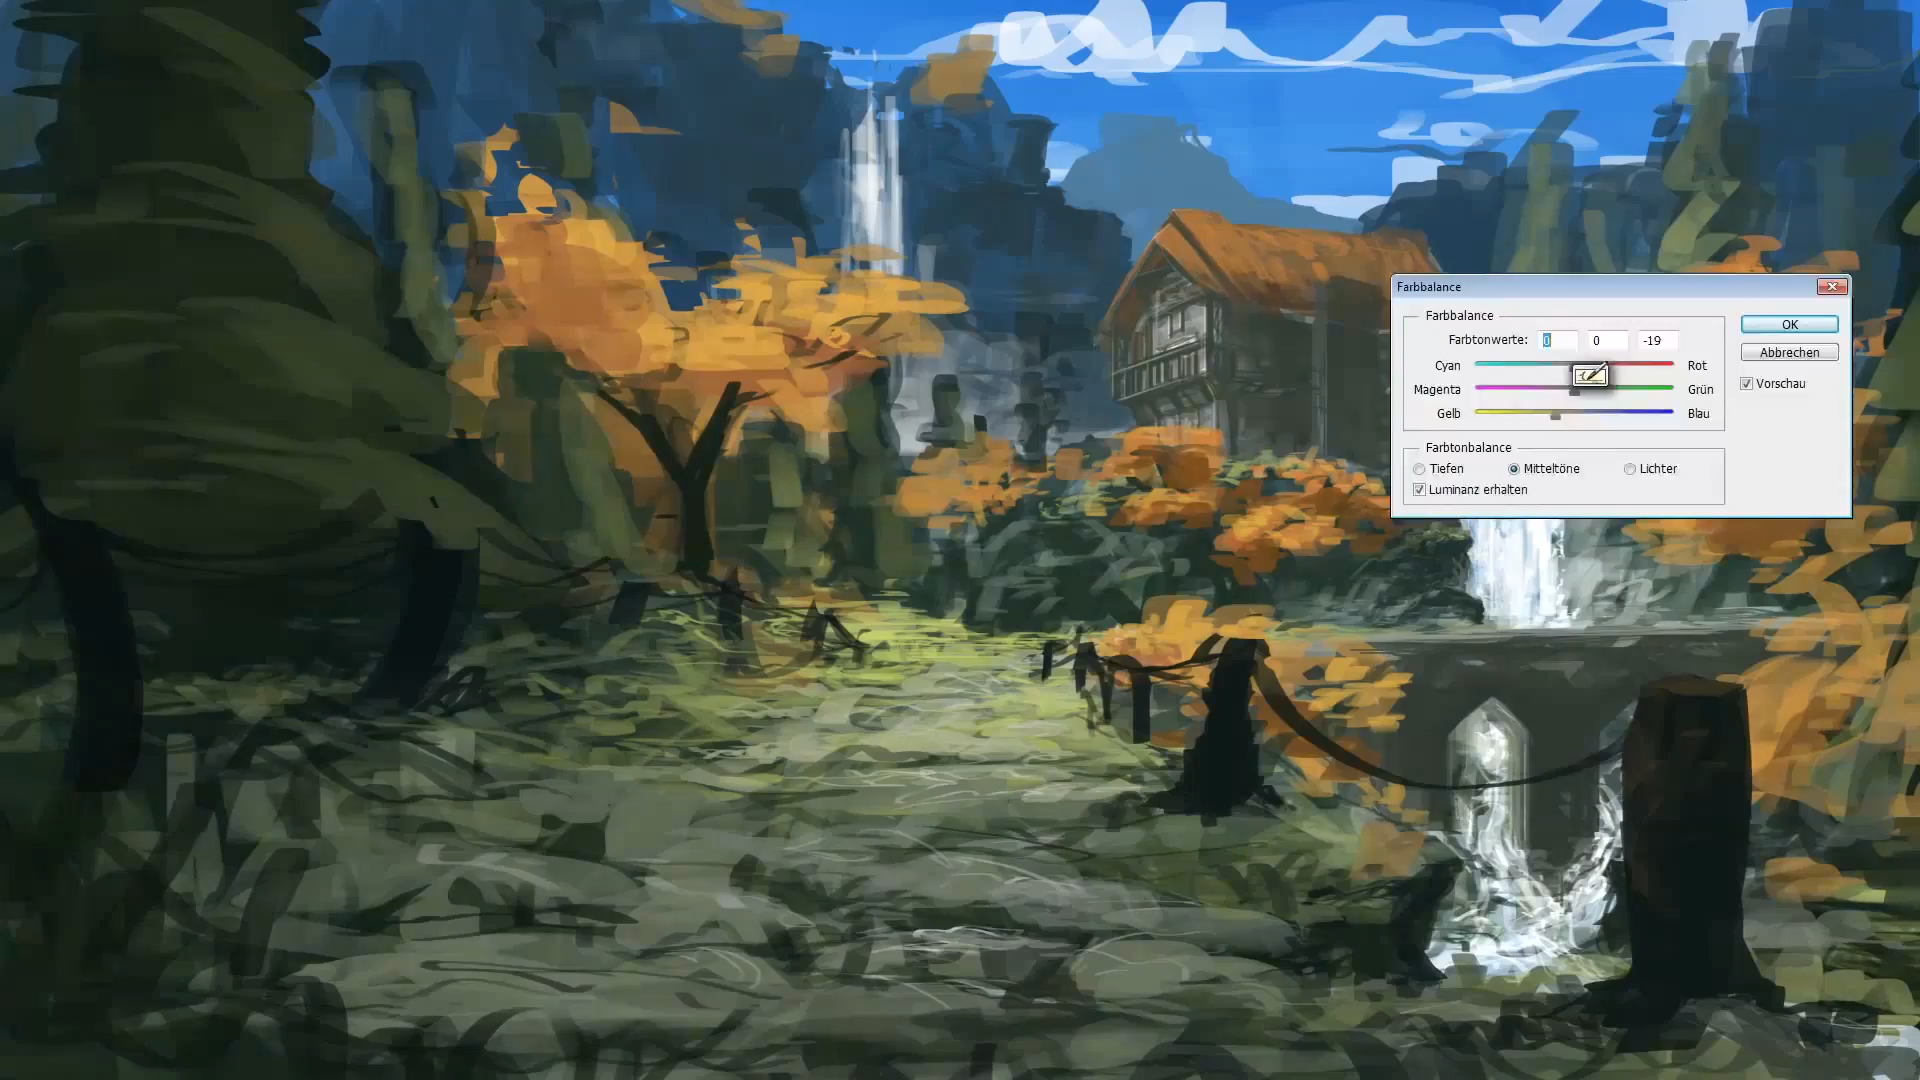 Farbbalance
Farbbalance
Farbtonwerte: 0 0 -19
Cyan Rot
Magenta Grün
Gelb Blau
Farbtonbalance
Tiefen Mitteltöne Lichter
Luminanz erhalten
OK
Abbrechen
Vorschau